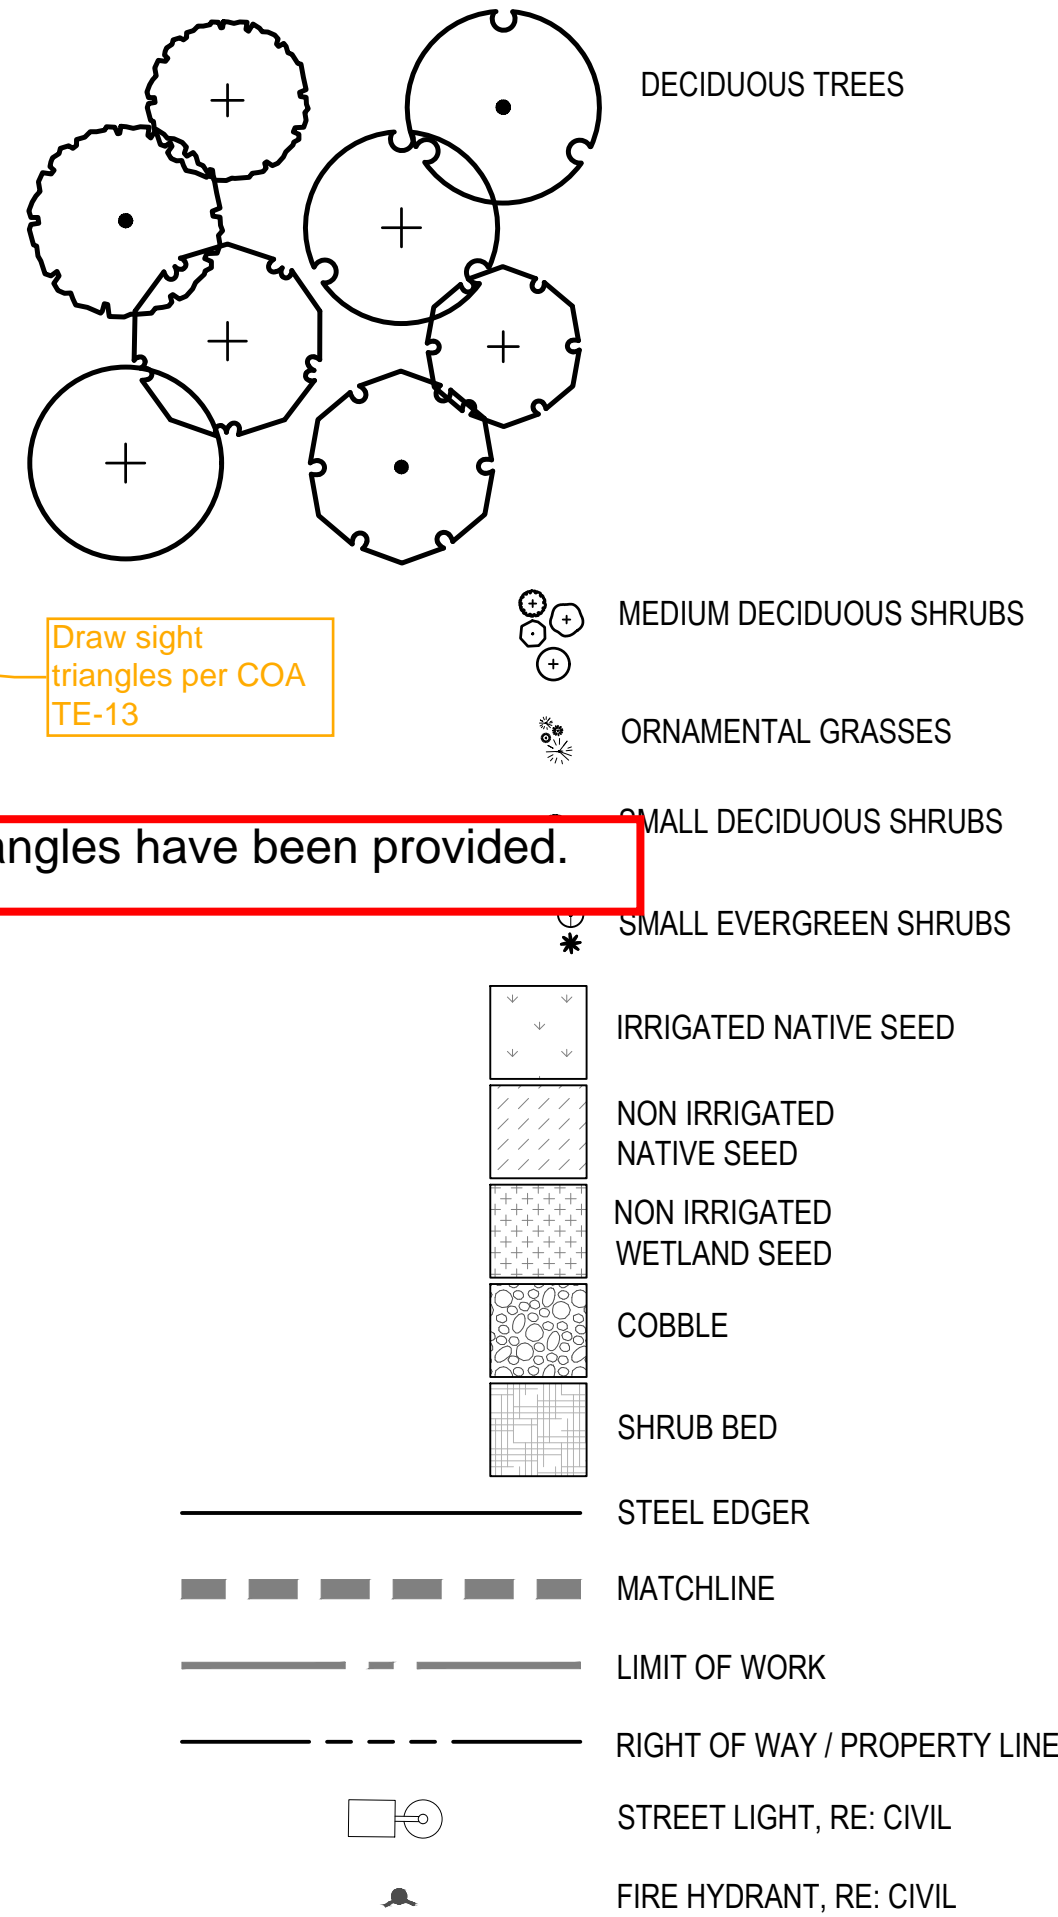 DECIDUOUS TREES
MEDIUM DECIDUOUS SHRUBS
Draw sight
triangles per COA
TE-13
ORNAMENTAL GRASSES
SMALL DECIDUOUS SHRUBS
angles have been provided.
SMALL EVERGREEN SHRUBS
IRRIGATED NATIVE SEED
NON IRRIGATED
NATIVE SEED
NON IRRIGATED
WETLAND SEED
COBBLE
SHRUB BED
STEEL EDGER
MATCHLINE
LIMIT OF WORK
RIGHT OF WAY / PROPERTY LINE
STREET LIGHT, RE: CIVIL
FIRE HYDRANT, RE: CIVIL